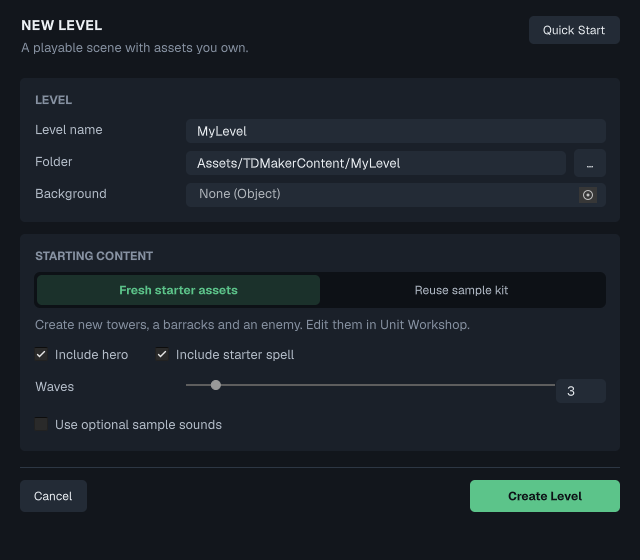 NEW LEVEL
Quick Start
A playable scene with assets you own.
LEVEL
Level name
MyLevel
Folder
Assets/TDMakerContent/MyLevel
...
Background
None (Object)
STARTING CONTENT
Fresh starter assets
Reuse sample kit
Create new towers, a barracks and an enemy. Edit them in Unit Workshop.
Include hero
Include starter spell
Waves
3
Use optional sample sounds
Cancel
Create Level